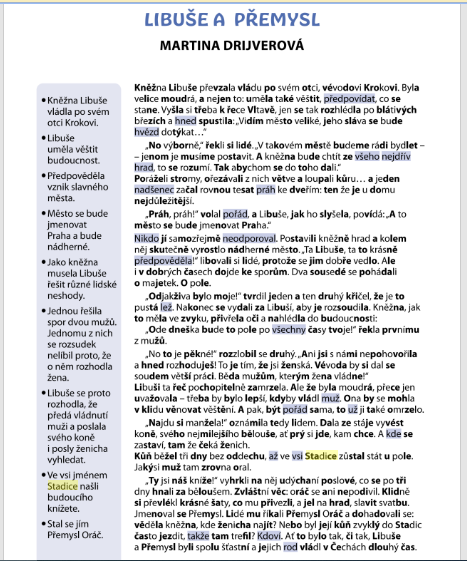 LIBUŠE A PŘEMYSL
MARTINA DRIJVEROVÁ
• Kněžna Libuše
vládla po svém
otci Krokovi.
• Libuše
uměla věštit
budoucnost.
• Předpověděla
vznik slavného
města.
• Město se bude
jmenovat
Praha a bude
nádherné.
• Jako kněžna
musela Libuše
řešit různé lidské
neshody.
• Jednou řešila
spor dvou mužů.
Jednomu z nich
se rozsudek
nelíbil proto, že
o něm rozhodla
žena.
• Libuše se proto
rozhodla, že
předá vládnutí
muži a poslala
svého koně
i posly ženicha
vyhledat.
• Ve vsi jménem
Stadice našli
budoucího
knížete.
• Stal se jím
Přemysl Oráč.
Kněžna Libuše převzala vládu po svém otci, vévodovi Krokovi. Byla
velice moudrá, a nejen to: uměla také věštit, předpovídat, co se
stane. Vyšla si třeba k řece Vltavě, jen se tak rozhlédla po blátivých
březích a hned spustila: „Vidím město veliké, jeho sláva se bude
hvězd dotýkat…“
„No výborně,“ řekli si lidé. „V takovém městě budeme rádi bydlet –
– jenom je musíme postavit. A kněžna bude chtít ze všeho nejdřív
hrad, to se rozumí. Tak abychom se do toho dali.“
Poráželi stromy, ořezávali z nich větve a loupali kůru… a jeden
nadšenec začal rovnou tesat práh ke dveřím: ten že je u domu
nejdůležitější.
„Práh, práh!“ volal pořád, a Libuše, jak ho slyšela, povídá: „A to
město se bude jmenovat Praha.“
Nikdo jí samozřejmě neodporoval. Postavili kněžně hrad a kolem
něj skutečně vyrostlo nádherné město. „Ta Libuše, ta to krásně
předpověděla!“ libovali si lidé, protože se jim dobře vedlo. Ale
i v dobrých časech dojde ke sporům. Dva sousedé se pohádali
o majetek. O pole.
„Odjakživa bylo moje!“ tvrdil jeden a ten druhý křičel, že je to
pustá lež. Nakonec se vydali za Libuší, aby je rozsoudila. Kněžna, jak
to měla ve zvyku, přivřela oči a nahlédla do budoucnosti:
„Ode dneška bude to pole po všechny časy tvoje!“ řekla prvnímu
z mužů.
„No to je pěkné!“ rozzlobil se druhý. „Ani jsi s námi nepohovořila
a hned rozhoduješ! To je tím, že jsi ženská. Vévoda by si dal se
soudem větší práci. Běda mužům, kterým žena vládne!“
Libuši ta řeč pochopitelně zamrzela. Ale že byla moudrá, přece jen
uvažovala – třeba by bylo lepší, kdyby vládl muž. Ona by se mohla
v klidu věnovat věštění. A pak, být pořád sama, to už ji také omrzelo.
„Najdu si manžela!“ oznámila tedy lidem. Dala ze stáje vyvést
koně, svého nejmilejšího bělouše, ať prý si jde, kam chce. A kde se
zastaví, tam že čeká ženich.
Kůň běžel tři dny bez oddechu, až ve vsi Stadice zůstal stát u pole.
Jakýsi muž tam zrovna oral.
„Ty jsi náš kníže!“ vyhrkli na něj udýchaní poslové, co se po tři
dny hnali za běloušem. Zvláštní věc: oráč se ani nepodivil. Klidně
si převlékl krásné šaty, co mu přivezli, a jel na hrad, slavit svatbu.
Jmenoval se Přemysl. Lidé mu říkali Přemysl Oráč a dohadovali se:
věděla kněžna, kde ženicha najít? Nebo byl její kůň zvyklý do Stadic
často jezdit, takže tam trefil? Kdoví. Ať to bylo tak, či tak, Libuše
a Přemysl byli spolu šťastní a jejich rod vládl v Čechách dlouhý čas.